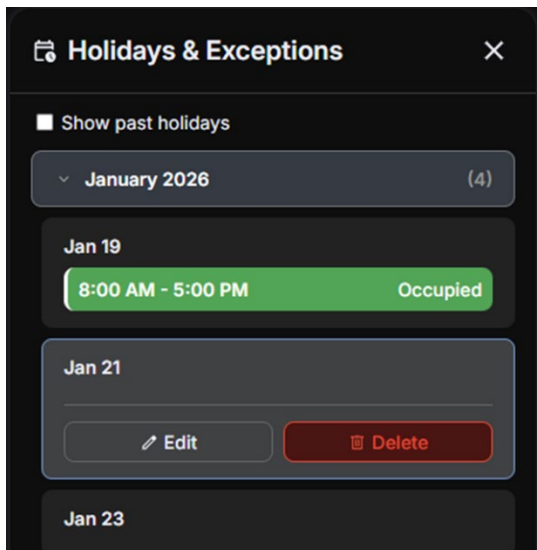 Holidays & Exceptions
Show past holidays
January 2026 (4)
Jan 19
8:00 AM - 5:00 PM Occupied
Jan 21
Edit Delete
Jan 23